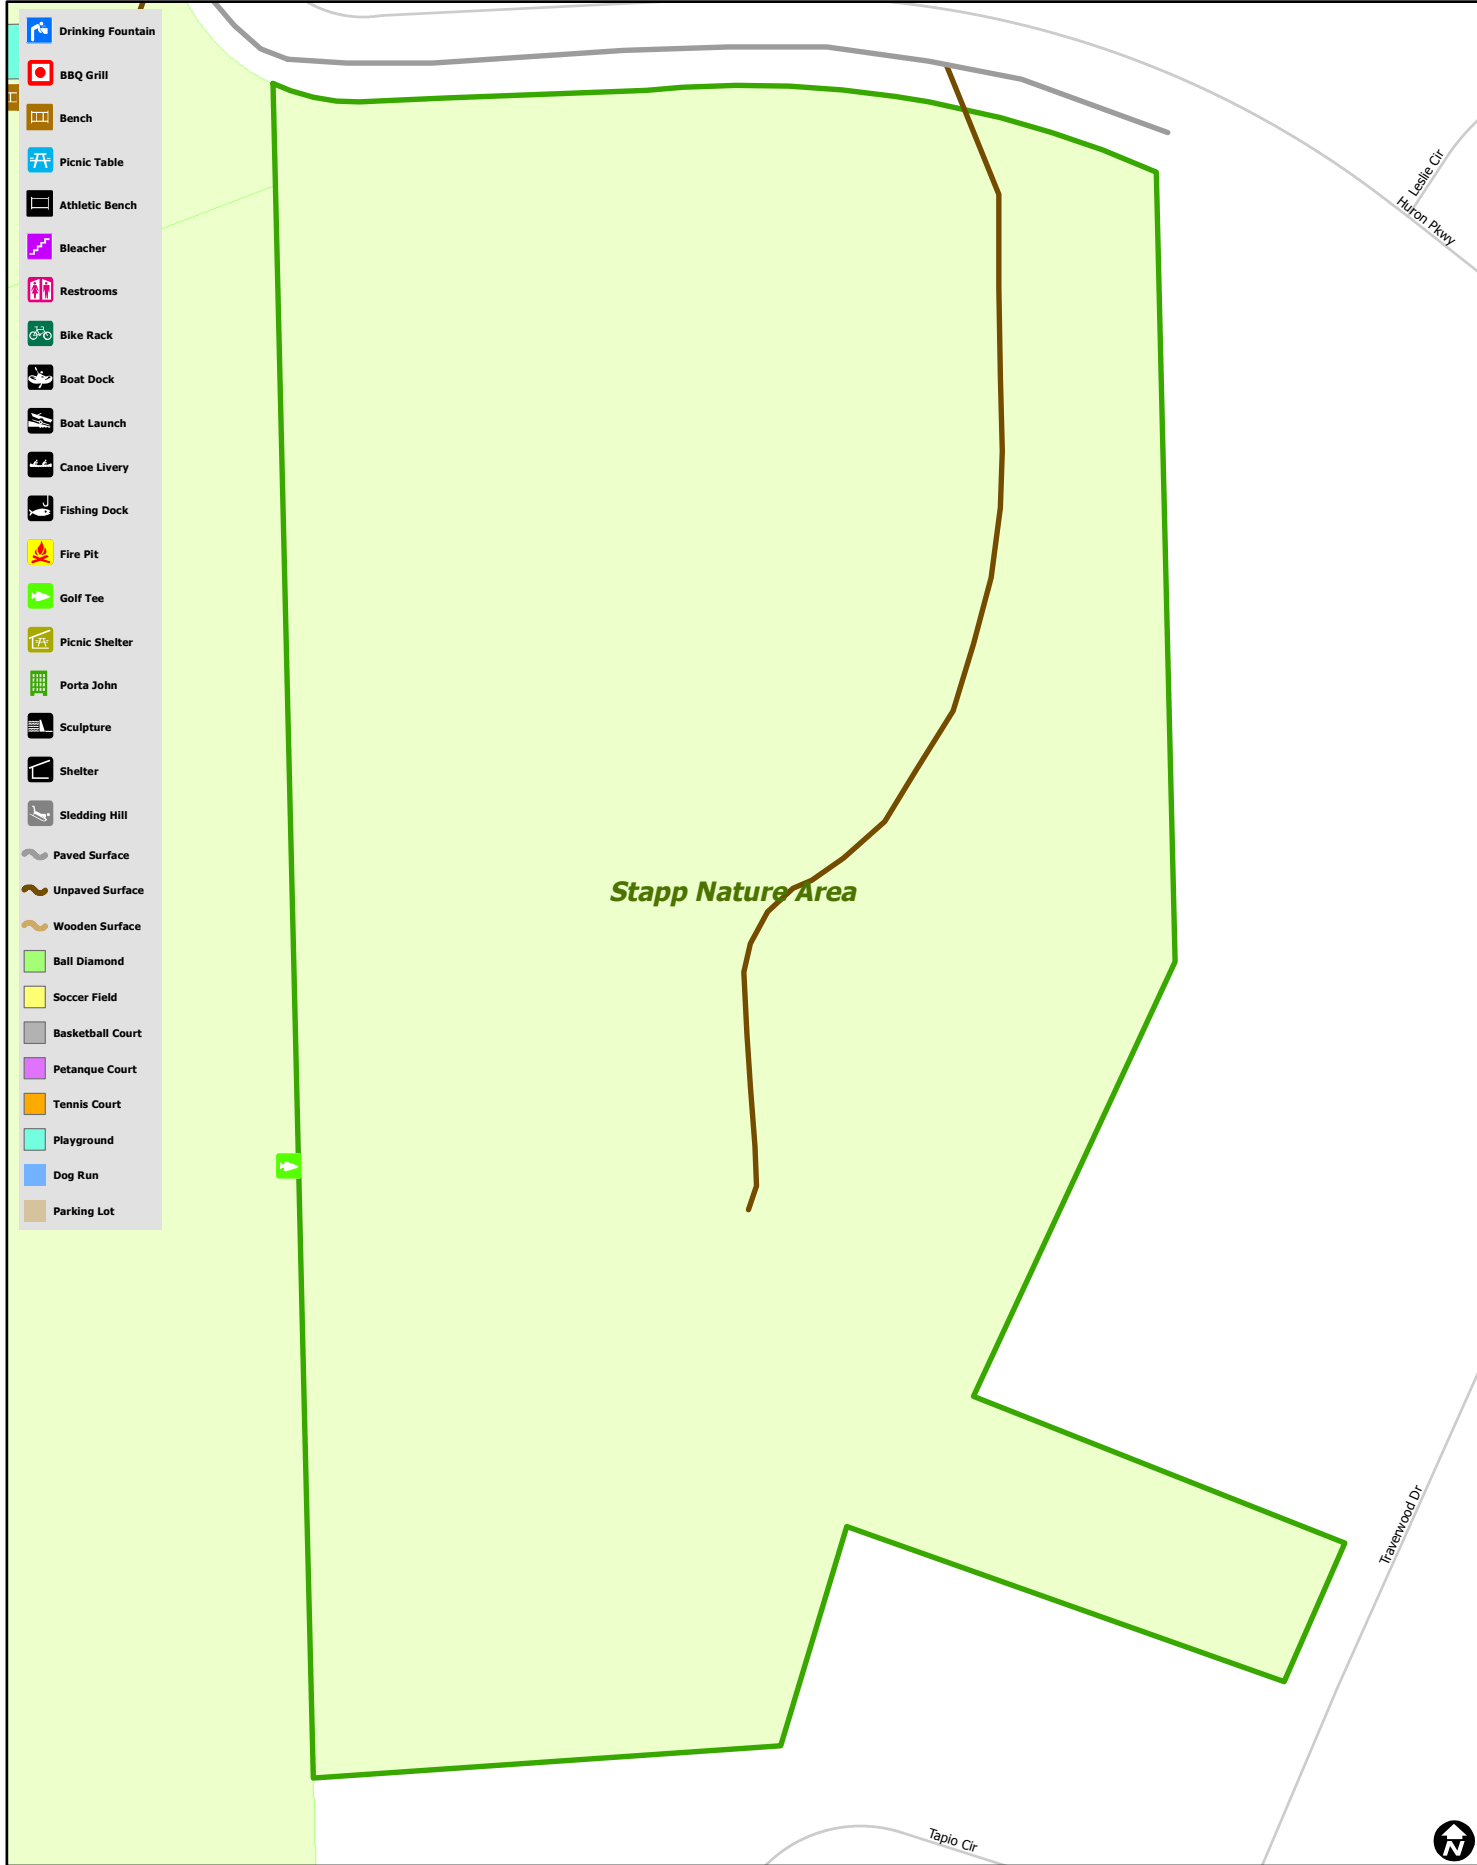 Drinking Fountain
BBQ Grill
Bench
Picnic Table
Athletic Bench
Bleacher
Restrooms
Bike Rack
Boat Dock
Boat Launch
Canoe Livery
Fishing Dock
Fire Pit
Golf Tee
Picnic Shelter
Porta John
Sculpture
Shelter
Sledding Hill
Paved Surface
Unpaved Surface
Wooden Surface
Ball Diamond
Soccer Field
Basketball Court
Petanque Court
Tennis Court
Playground
Dog Run
Parking Lot
Leslie Cir
Huron Pkwy
Stapp Nature Area
Traverwood Dr
Tapio Cir
N